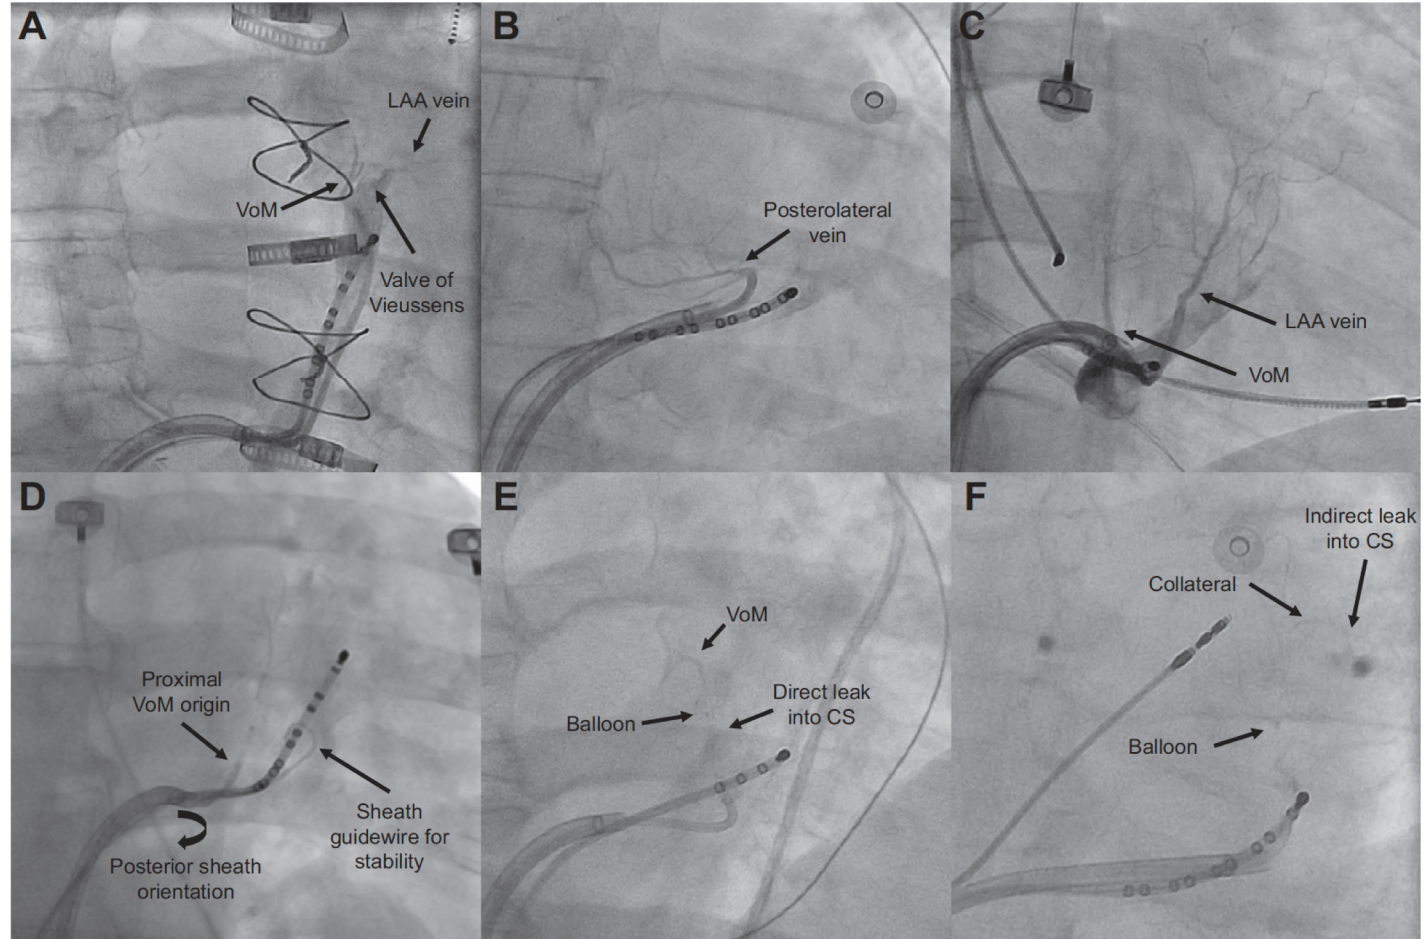 A
LAA vein
VoM
Valve of
Vieussens
B
Posterolateral
vein
C
LAA vein
VoM
D
Proximal
VoM origin
Sheath
guidewire for
stability
Posterior sheath
orientation
E
VoM
Balloon
Direct leak
into CS
F
Indirect leak
into CS
Collateral
Balloon